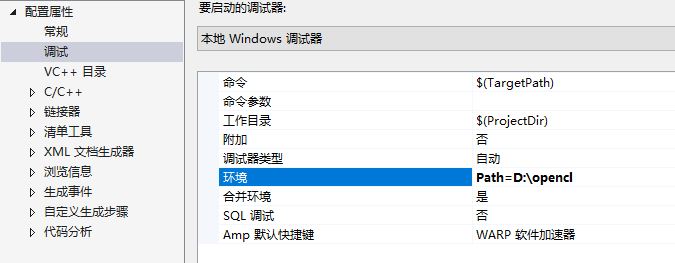 配置属性
常规
调试
VC++ 目录
C/C++
链接器
清单工具
XML 文档生成器
浏览信息
生成事件
自定义生成步骤
代码分析
要启动的调试器:
本地 Windows 调试器
命令 $(TargetPath)
命令参数
工作目录 $(ProjectDir)
附加 否
调试器类型 自动
环境 Path=D:\opencl
合并环境 是
SQL 调试 否
Amp 默认快捷键 WARP 软件加速器